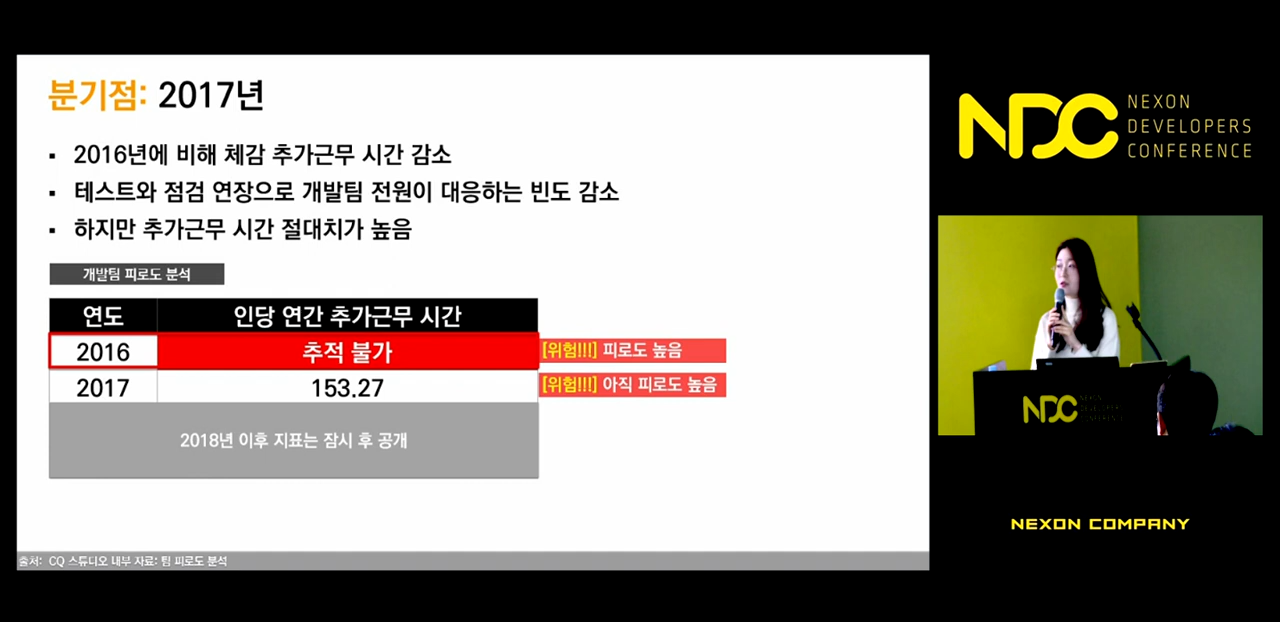 분기점: 2017년
▪ 2016년에 비해 체감 추가근무 시간 감소
▪ 테스트와 점검 연장으로 개발팀 전원이 대응하는 빈도 감소
▪ 하지만 추가근무 시간 절대치가 높음
개발팀 피로도 분석
연도 인당 연간 추가근무 시간
2016 추적 불가 [위험!!!] 피로도 높음
2017 153.27 [위험!!!] 아직 피로도 높음
2018년 이후 지표는 잠시 후 공개
출처: CQ 스튜디오 내부 자료: 팀 피로도 분석
NDC
NEXON
DEVELOPERS
CONFERENCE
NDC
NEXON
DEVELOPERS
CONFERENCE
NEXON COMPANY